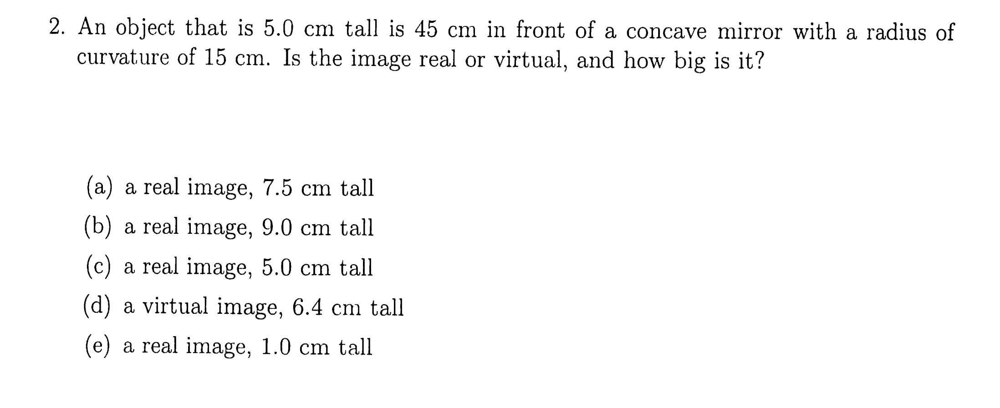 2. An object that is 5.0 cm tall is 45 cm in front of a concave mirror with a radius of
curvature of 15 cm. Is the image real or virtual, and how big is it?
(a) a real image, 7.5 cm tall
(b) a real image, 9.0 cm tall
(c) a real image, 5.0 cm tall
(d) a virtual image, 6.4 cm tall
(e) a real image, 1.0 cm tall